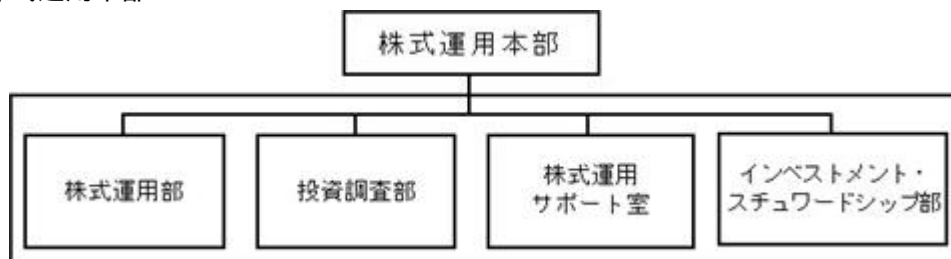 株式運用本部
株式運用部
投資調査部
株式運用
サポート室
インベストメント・
スチュワードシップ部